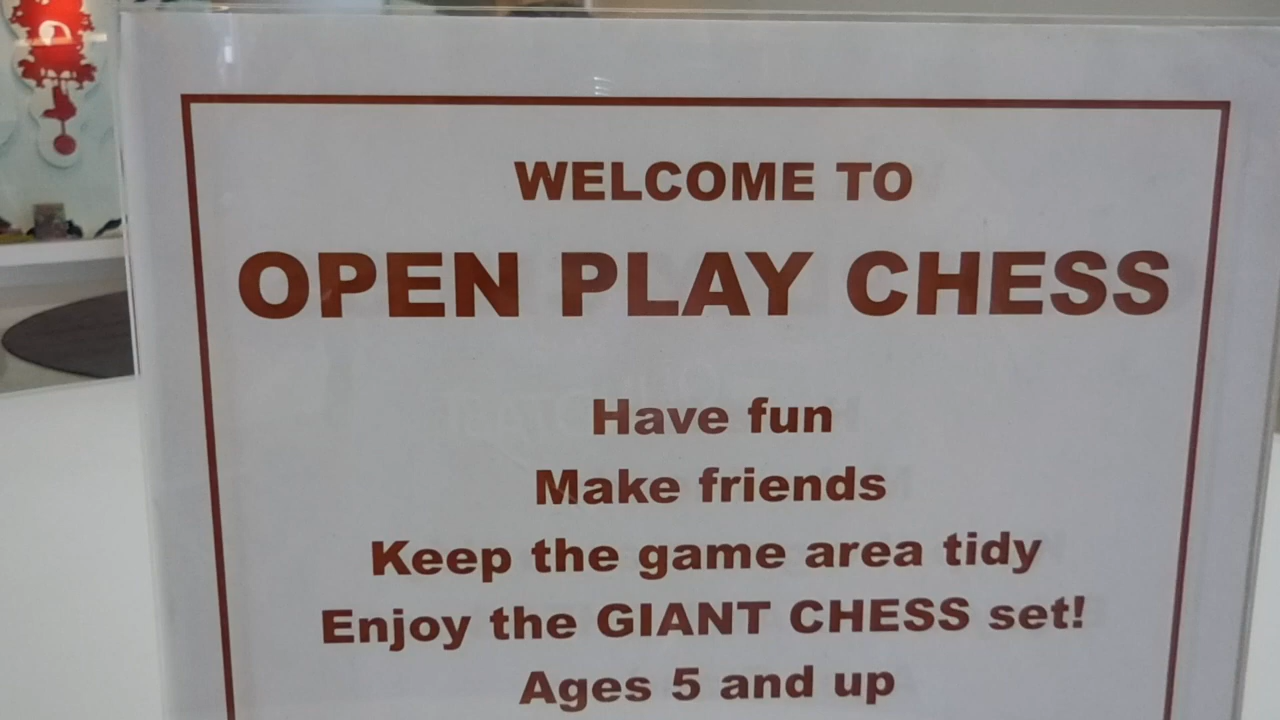 WELCOME TO
OPEN PLAY CHESS
Have fun
Make friends
Keep the game area tidy
Enjoy the GIANT CHESS set!
Ages 5 and up